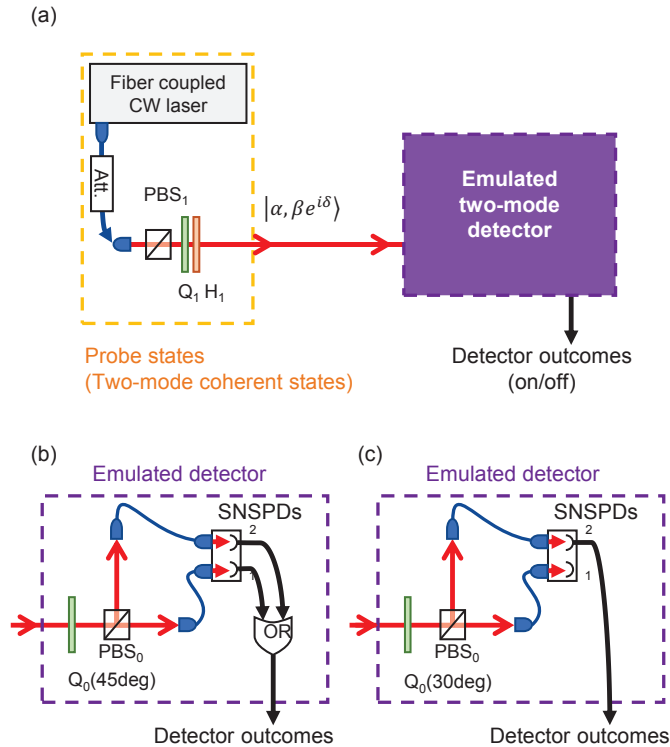 (a)
Fiber coupled
CW laser
Att.
PBS₁
|α, βe^{iδ}⟩
Q₁ H₁
Emulated
two-mode
detector
Probe states
(Two-mode coherent states)
Detector outcomes
(on/off)
(b)
Emulated detector
SNSPDs
2
1
OR
PBS₀
Q₀(45deg)
Detector outcomes
(c)
Emulated detector
SNSPDs
2
1
PBS₀
Q₀(30deg)
Detector outcomes